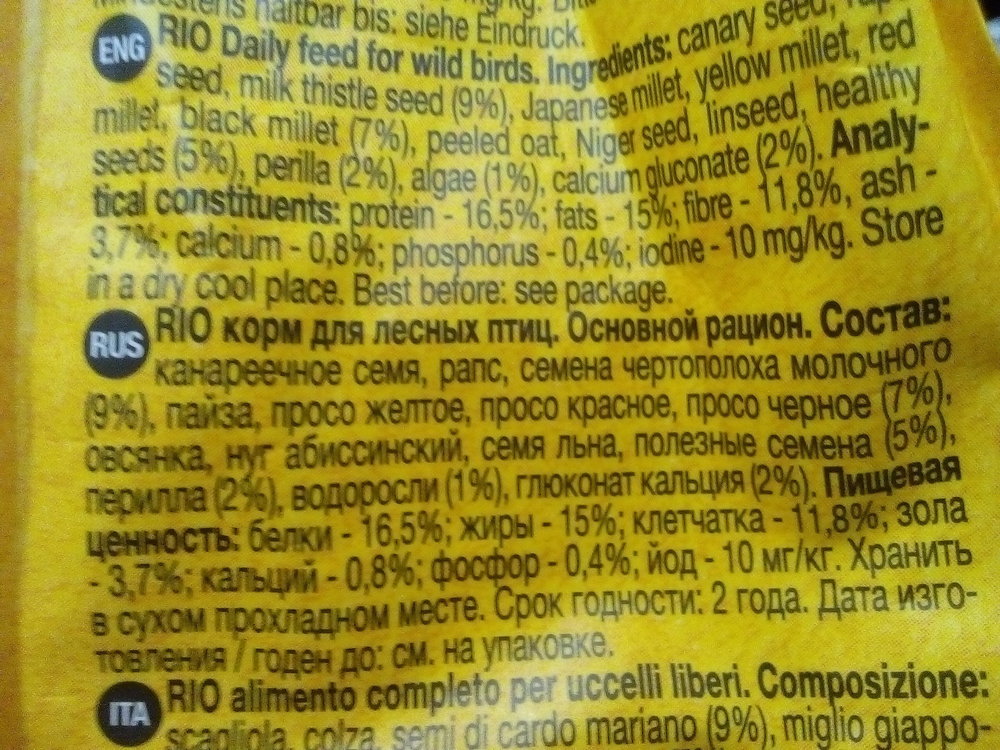 haltbar bis: siehe Eindruck.
ENG RIO Daily feed for wild birds. Ingredients: canary seed,
seed, milk thistle seed (9%), Japanese millet, yellow millet, red
millet, black millet (7%), peeled oat, Niger seed, linseed, healthy
seeds (5%), perilla (2%), algae (1%), calcium gluconate (2%). Analy-
tical constituents: protein - 16,5%; fats - 15%; fibre - 11,8%, ash -
3,7%; calcium - 0,8%; phosphorus - 0,4%; iodine - 10 mg/kg. Store
in a dry cool place. Best before: see package.
RUS RIO корм для лесных птиц. Основной рацион. Состав:
канареечное семя, рапс, семена чертополоха молочного
(9%), пайза, просо желтое, просо красное, просо черное (7%),
овсянка, нуг абиссинский, семя льна, полезные семена (5%),
перилла (2%), водоросли (1%), глюконат кальция (2%). Пищевая
ценность: белки - 16,5%; жиры - 15%; клетчатка - 11,8%; зола
- 3,7%; кальций - 0,8%; фосфор - 0,4%; йод - 10 мг/кг. Хранить
в сухом прохладном месте. Срок годности: 2 года. Дата изго-
товления / годен до: см. на упаковке.
ITA RIO alimento completo per uccelli liberi. Composizione:
scagliola, colza, semi di cardo mariano (9%), miglio giappo-